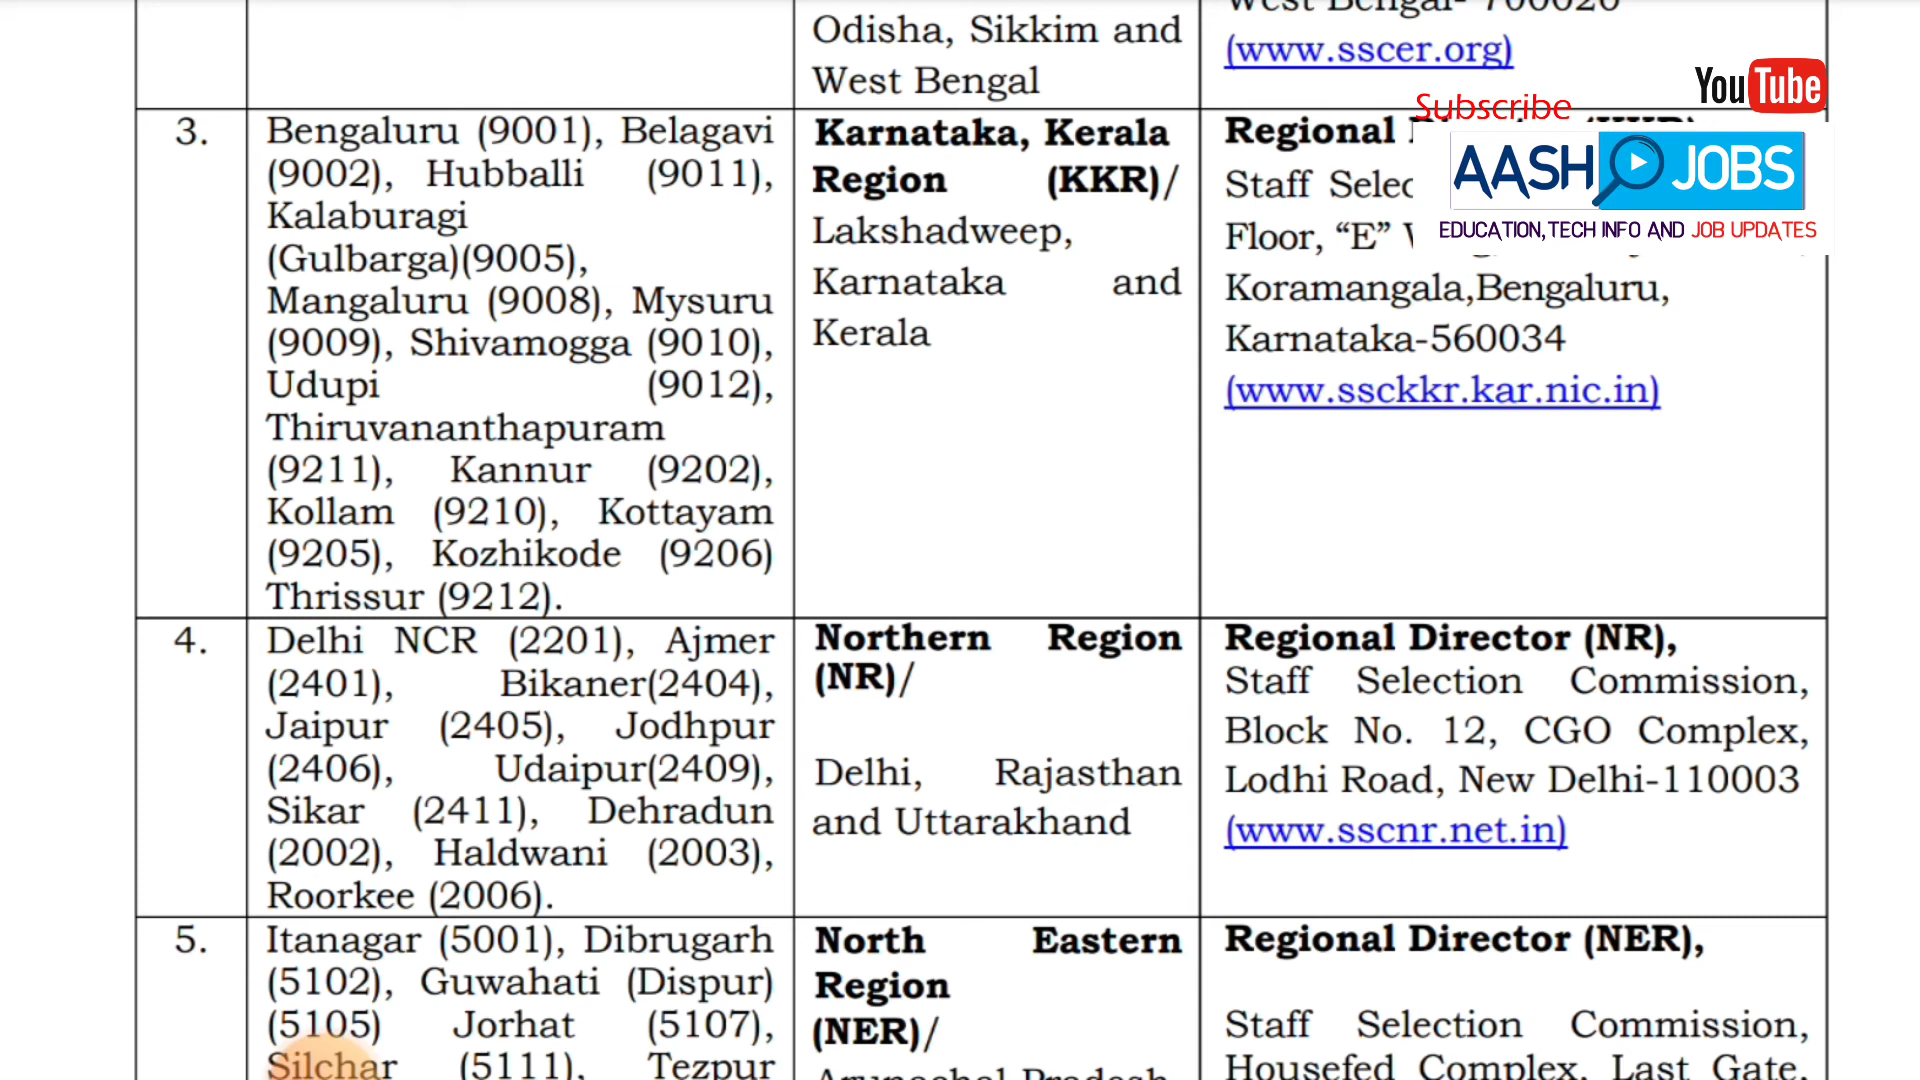 Odisha, Sikkim and
West Bengal
West Bengal- 700020
(www.sscer.org)
YouTube
Subscribe
AASH JOBS
EDUCATION, TECH INFO AND JOB UPDATES
3.
Bengaluru (9001), Belagavi
(9002), Hubballi (9011),
Kalaburagi
(Gulbarga)(9005),
Mangaluru (9008), Mysuru
(9009), Shivamogga (9010),
Udupi (9012),
Thiruvananthapuram
(9211), Kannur (9202),
Kollam (9210), Kottayam
(9205), Kozhikode (9206)
Thrissur (9212).
Karnataka, Kerala
Region (KKR)/
Lakshadweep,
Karnataka and
Kerala
Regional
Staff
Floor, “E”
Koramangala,Bengaluru,
Karnataka-560034
(www.ssckkr.kar.nic.in)
4.
Delhi NCR (2201), Ajmer
(2401), Bikaner(2404),
Jaipur (2405), Jodhpur
(2406), Udaipur(2409),
Sikar (2411), Dehradun
(2002), Haldwani (2003),
Roorkee (2006).
Northern Region
(NR)/
Delhi, Rajasthan
and Uttarakhand
Regional Director (NR),
Staff Selection Commission,
Block No. 12, CGO Complex,
Lodhi Road, New Delhi-110003
(www.sscnr.net.in)
5.
Itanagar (5001), Dibrugarh
(5102), Guwahati (Dispur)
(5105) Jorhat (5107),
Silchar (5111), Tezpur
North Eastern
Region
(NER)/
Arunachal Pradesh,
Regional Director (NER),
Staff Selection Commission,
Housefed Complex, Last Gate,